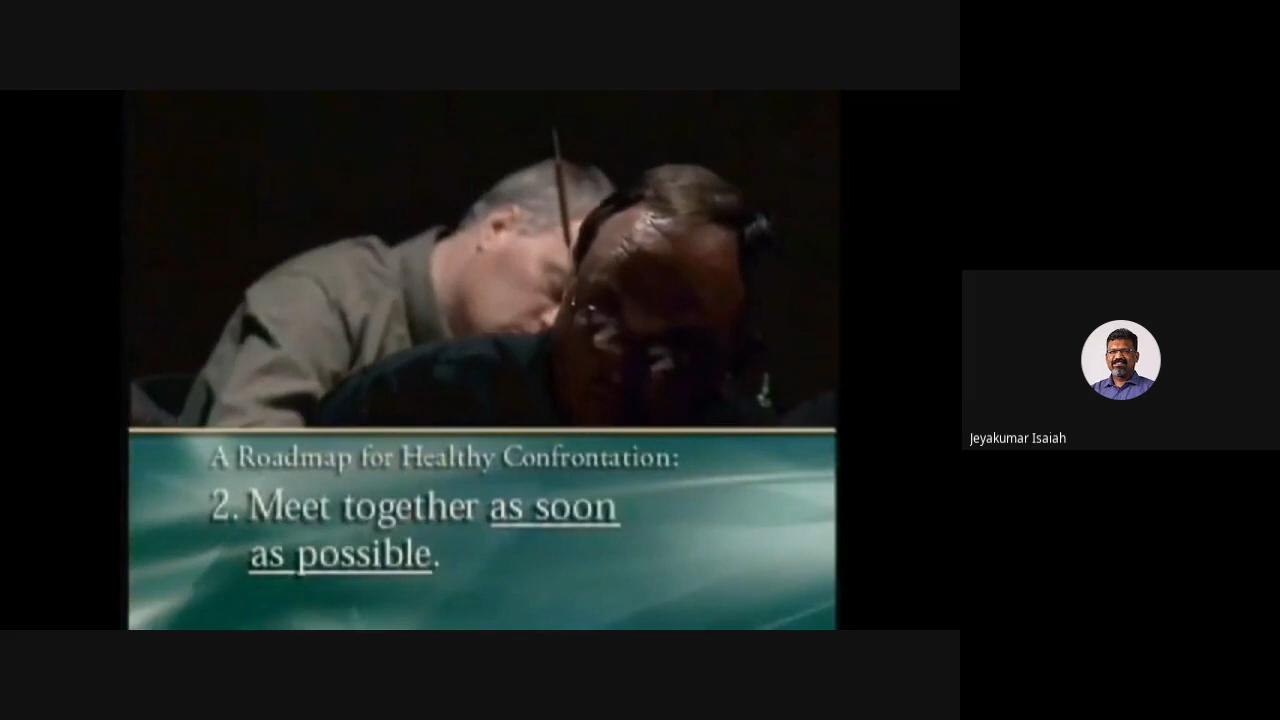 A Roadmap for Healthy Confrontation:
2. Meet together as soon
as possible.
Jeyakumar Isaiah